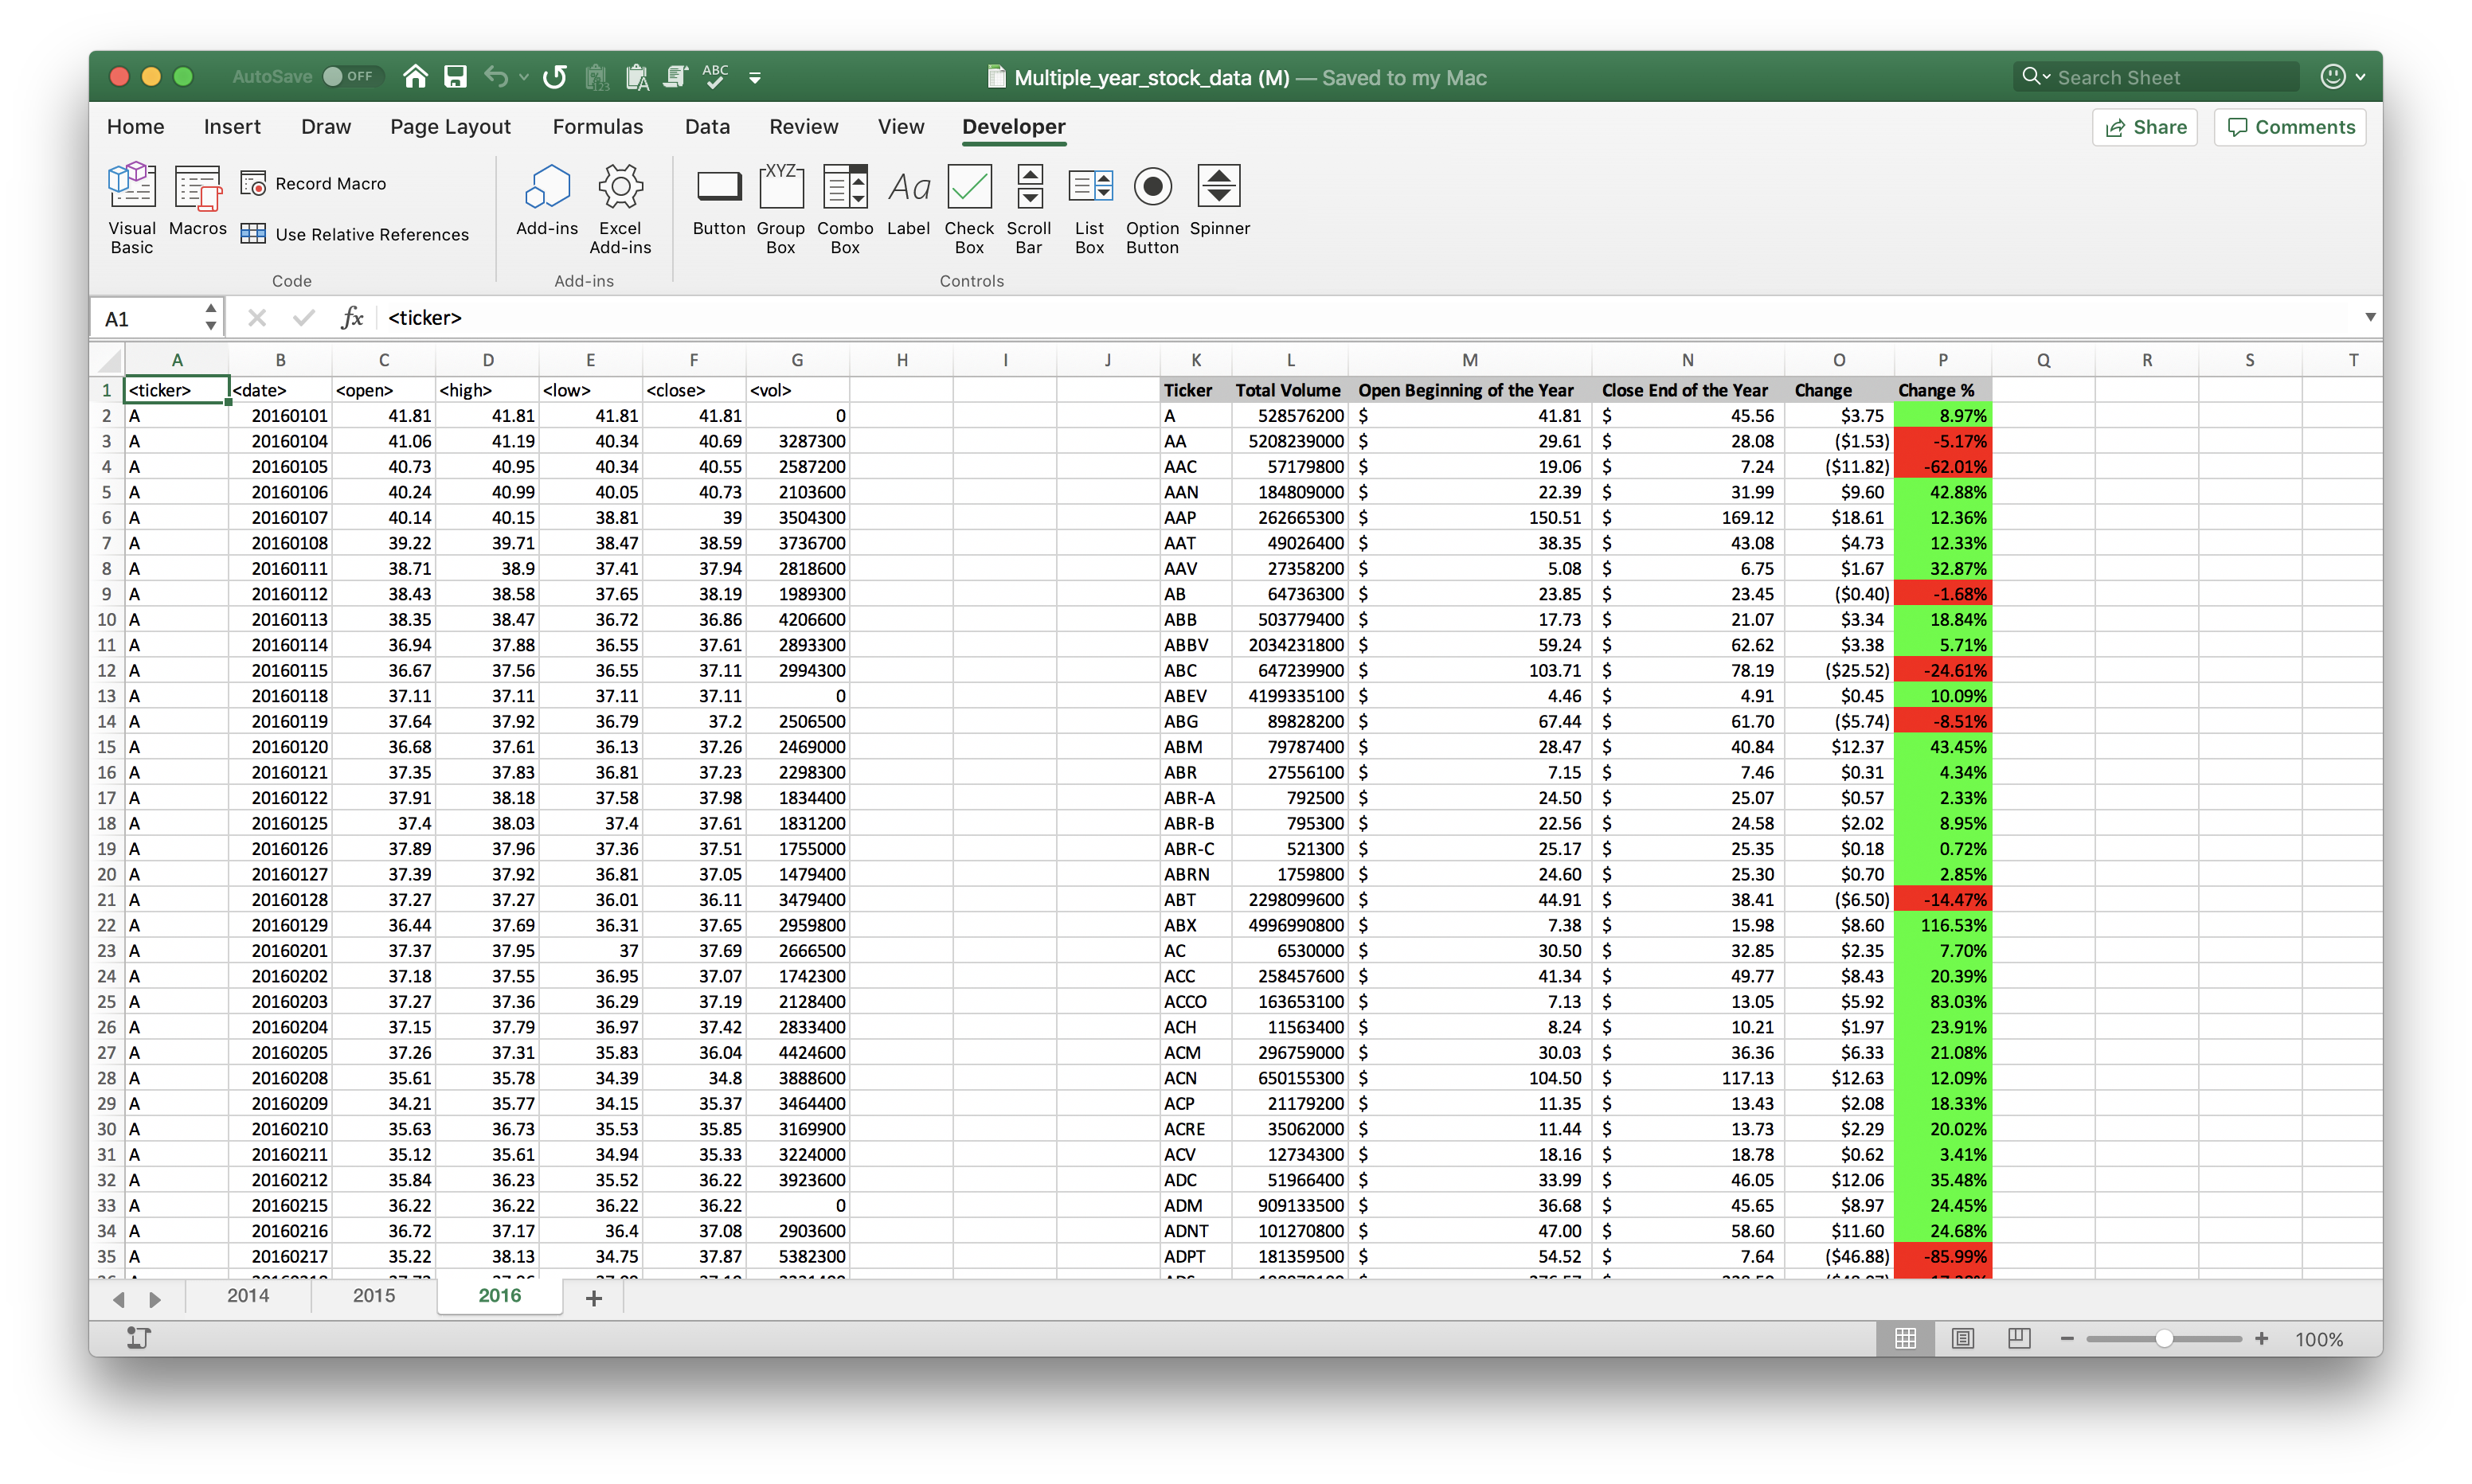 AutoSave OFF ABC Multiple_year_stock_data (M) — Saved to my Mac Search Sheet
Home Insert Draw Page Layout Formulas Data Review View Developer Share Comments
Visual Basic Macros Record Macro Use Relative References Add-ins Excel Add-ins Button XYZ Group Box Combo Box Aa Label Check Box Scroll Bar List Box Option Button Spinner
Code Add-ins Controls
A1 fx <ticker>
A B C D E F G H I J K L M N O P Q R S T
1 <ticker> <date> <open> <high> <low> <close> <vol> Ticker Total Volume Open Beginning of the Year Close End of the Year Change Change %
2 A 20160101 41.81 41.81 41.81 41.81 0 A 528576200 $ 41.81 $ 45.56 $3.75 8.97%
3 A 20160104 41.06 41.19 40.34 40.69 3287300 AA 5208239000 $ 29.61 $ 28.08 ($1.53) -5.17%
4 A 20160105 40.73 40.95 40.34 40.55 2587200 AAC 57179800 $ 19.06 $ 7.24 ($11.82) -62.01%
5 A 20160106 40.24 40.99 40.05 40.73 2103600 AAN 184809000 $ 22.39 $ 31.99 $9.60 42.88%
6 A 20160107 40.14 40.15 38.81 39 3504300 AAP 262665300 $ 150.51 $ 169.12 $18.61 12.36%
7 A 20160108 39.22 39.71 38.47 38.59 3736700 AAT 49026400 $ 38.35 $ 43.08 $4.73 12.33%
8 A 20160111 38.71 38.9 37.41 37.94 2818600 AAV 27358200 $ 5.08 $ 6.75 $1.67 32.87%
9 A 20160112 38.43 38.58 37.65 38.19 1989300 AB 64736300 $ 23.85 $ 23.45 ($0.40) -1.68%
10 A 20160113 38.35 38.47 36.72 36.86 4206600 ABB 503779400 $ 17.73 $ 21.07 $3.34 18.84%
11 A 20160114 36.94 37.88 36.55 37.61 2893300 ABBV 2034231800 $ 59.24 $ 62.62 $3.38 5.71%
12 A 20160115 36.67 37.56 36.55 37.11 2994300 ABC 647239900 $ 103.71 $ 78.19 ($25.52) -24.61%
13 A 20160118 37.11 37.11 37.11 37.11 0 ABEV 4199335100 $ 4.46 $ 4.91 $0.45 10.09%
14 A 20160119 37.64 37.92 36.79 37.2 2506500 ABG 89828200 $ 67.44 $ 61.70 ($5.74) -8.51%
15 A 20160120 36.68 37.61 36.13 37.26 2469000 ABM 79787400 $ 28.47 $ 40.84 $12.37 43.45%
16 A 20160121 37.35 37.83 36.81 37.23 2298300 ABR 27556100 $ 7.15 $ 7.46 $0.31 4.34%
17 A 20160122 37.91 38.18 37.58 37.98 1834400 ABR-A 792500 $ 24.50 $ 25.07 $0.57 2.33%
18 A 20160125 37.4 38.03 37.4 37.61 1831200 ABR-B 795300 $ 22.56 $ 24.58 $2.02 8.95%
19 A 20160126 37.89 37.96 37.36 37.51 1755000 ABR-C 521300 $ 25.17 $ 25.35 $0.18 0.72%
20 A 20160127 37.39 37.92 36.81 37.05 1479400 ABRN 1759800 $ 24.60 $ 25.30 $0.70 2.85%
21 A 20160128 37.27 37.27 36.01 36.11 3479400 ABT 2298099600 $ 44.91 $ 38.41 ($6.50) -14.47%
22 A 20160129 36.44 37.69 36.31 37.65 2959800 ABX 4996990800 $ 7.38 $ 15.98 $8.60 116.53%
23 A 20160201 37.37 37.95 37 37.69 2666500 AC 6530000 $ 30.50 $ 32.85 $2.35 7.70%
24 A 20160202 37.18 37.55 36.95 37.07 1742300 ACC 258457600 $ 41.34 $ 49.77 $8.43 20.39%
25 A 20160203 37.27 37.36 36.29 37.19 2128400 ACCO 163653100 $ 7.13 $ 13.05 $5.92 83.03%
26 A 20160204 37.15 37.79 36.97 37.42 2833400 ACH 11563400 $ 8.24 $ 10.21 $1.97 23.91%
27 A 20160205 37.26 37.31 35.83 36.04 4424600 ACM 296759000 $ 30.03 $ 36.36 $6.33 21.08%
28 A 20160208 35.61 35.78 34.39 34.8 3888600 ACN 650155300 $ 104.50 $ 117.13 $12.63 12.09%
29 A 20160209 34.21 35.77 34.15 35.37 3464400 ACP 21179200 $ 11.35 $ 13.43 $2.08 18.33%
30 A 20160210 35.63 36.73 35.53 35.85 3169900 ACRE 35062000 $ 11.44 $ 13.73 $2.29 20.02%
31 A 20160211 35.12 35.61 34.94 35.33 3224000 ACV 12734300 $ 18.16 $ 18.78 $0.62 3.41%
32 A 20160212 35.84 36.23 35.52 36.22 3923600 ADC 51966400 $ 33.99 $ 46.05 $12.06 35.48%
33 A 20160215 36.22 36.22 36.22 36.22 0 ADM 909133500 $ 36.68 $ 45.65 $8.97 24.45%
34 A 20160216 36.72 37.17 36.4 37.08 2903600 ADNT 101270800 $ 47.00 $ 58.60 $11.60 24.68%
35 A 20160217 35.22 38.13 34.75 37.87 5382300 ADPT 181359500 $ 54.52 $ 7.64 ($46.88) -85.99%
2014 2015 2016 +
100%